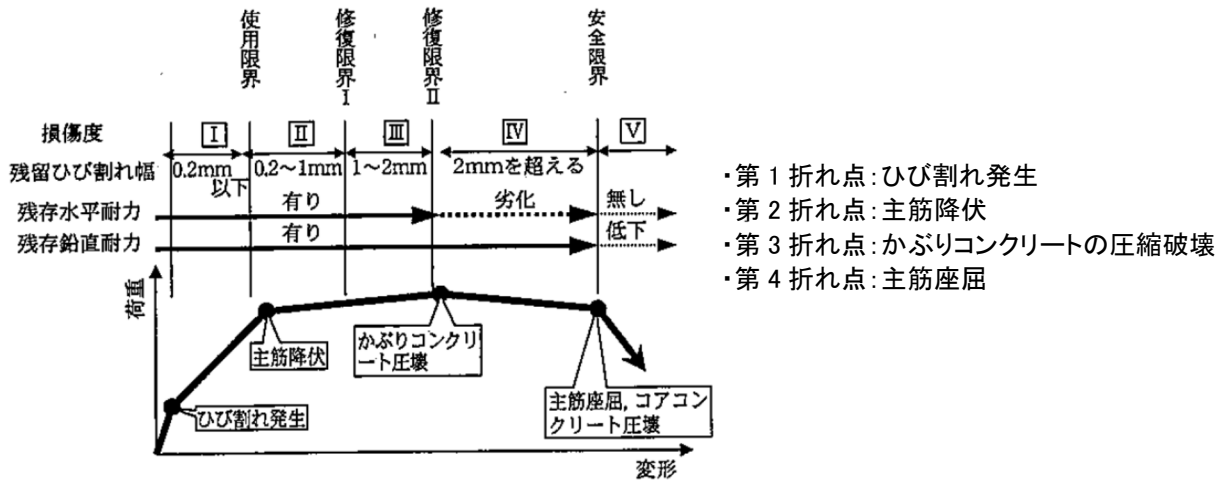 使用限界
修復限界Ⅰ
修復限界Ⅱ
安全限界
損傷度
Ⅰ
Ⅱ
Ⅲ
Ⅳ
Ⅴ
残留ひび割れ幅
0.2mm
以下
0.2～1mm
1～2mm
2mmを超える
残存水平耐力
有り
劣化
無し
残存鉛直耐力
有り
低下
荷重
ひび割れ発生
主筋降伏
かぶりコンクリ
ート圧壊
主筋座屈，コアコン
クリート圧壊
変形
・第１折れ点：ひび割れ発生
・第２折れ点：主筋降伏
・第３折れ点：かぶりコンクリートの圧縮破壊
・第４折れ点：主筋座屈